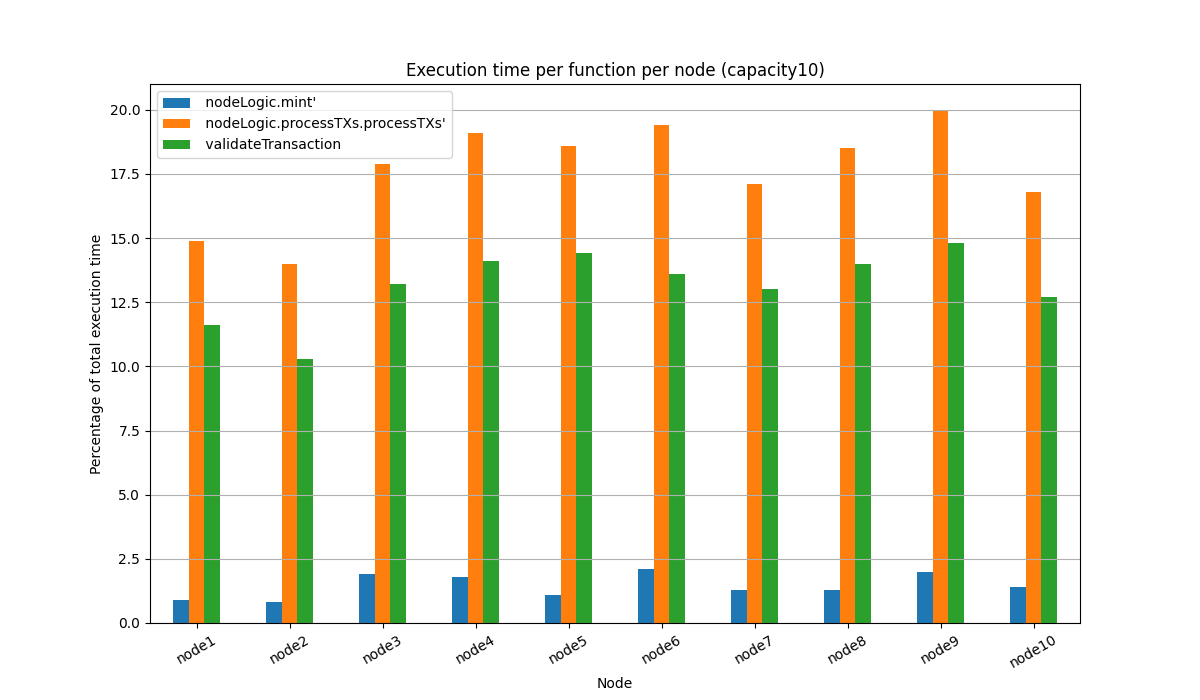 Execution time per function per node (capacity10)
nodeLogic.mint'
nodeLogic.processTXs.processTXs'
validateTransaction
Percentage of total execution time
20.0
17.5
15.0
12.5
10.0
7.5
5.0
2.5
0.0
node1 node2 node3 node4 node5 node6 node7 node8 node9 node10
Node